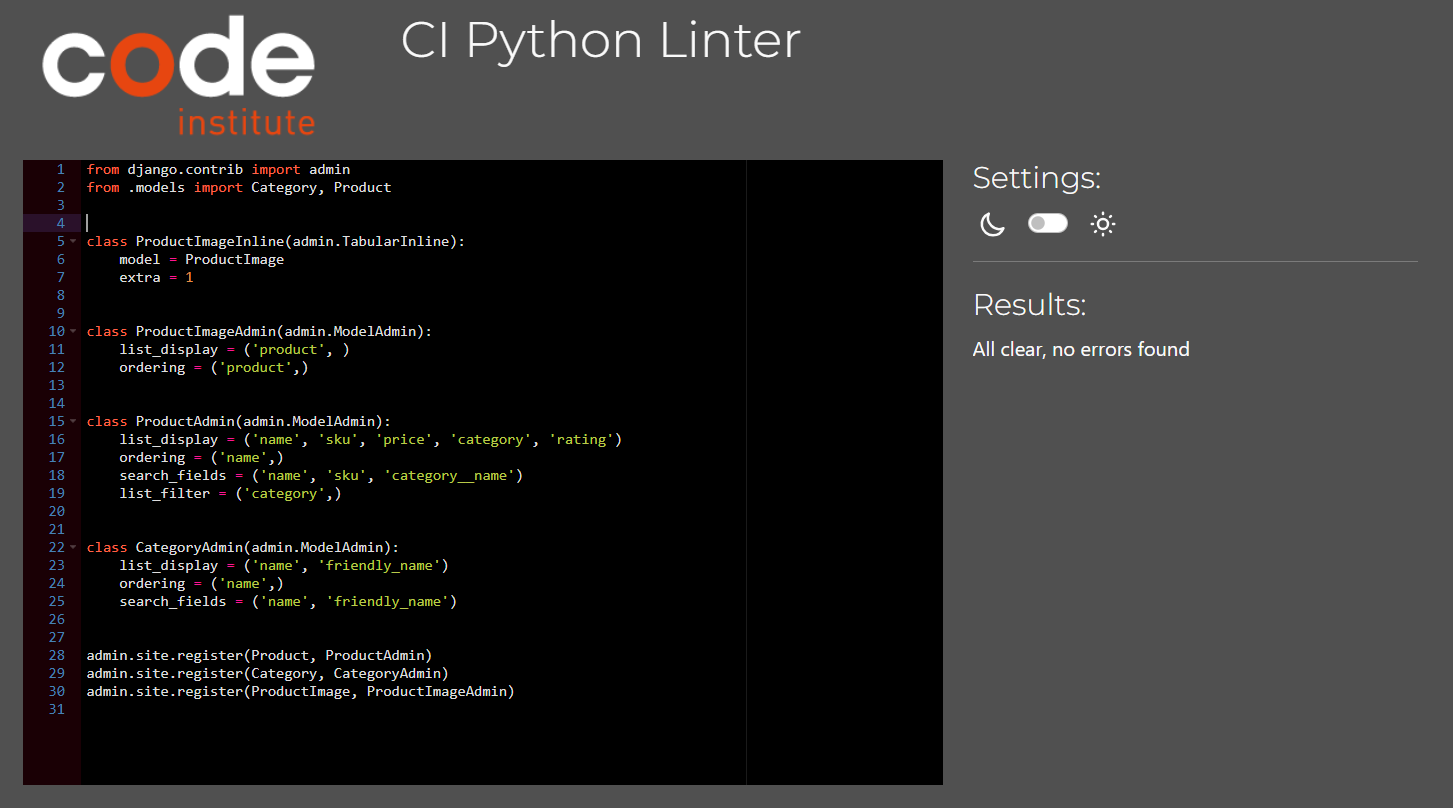 code
institute
CI Python Linter
1 from django.contrib import admin
2 from .models import Category, Product
3
4
5 class ProductImageInline(admin.TabularInline):
6     model = ProductImage
7     extra = 1
8
9
10 class ProductImageAdmin(admin.ModelAdmin):
11     list_display = ('product', )
12     ordering = ('product',)
13
14
15 class ProductAdmin(admin.ModelAdmin):
16     list_display = ('name', 'sku', 'price', 'category', 'rating')
17     ordering = ('name',)
18     search_fields = ('name', 'sku', 'category__name')
19     list_filter = ('category',)
20
21
22 class CategoryAdmin(admin.ModelAdmin):
23     list_display = ('name', 'friendly_name')
24     ordering = ('name',)
25     search_fields = ('name', 'friendly_name')
26
27
28 admin.site.register(Product, ProductAdmin)
29 admin.site.register(Category, CategoryAdmin)
30 admin.site.register(ProductImage, ProductImageAdmin)
31
Settings:
Results:
All clear, no errors found